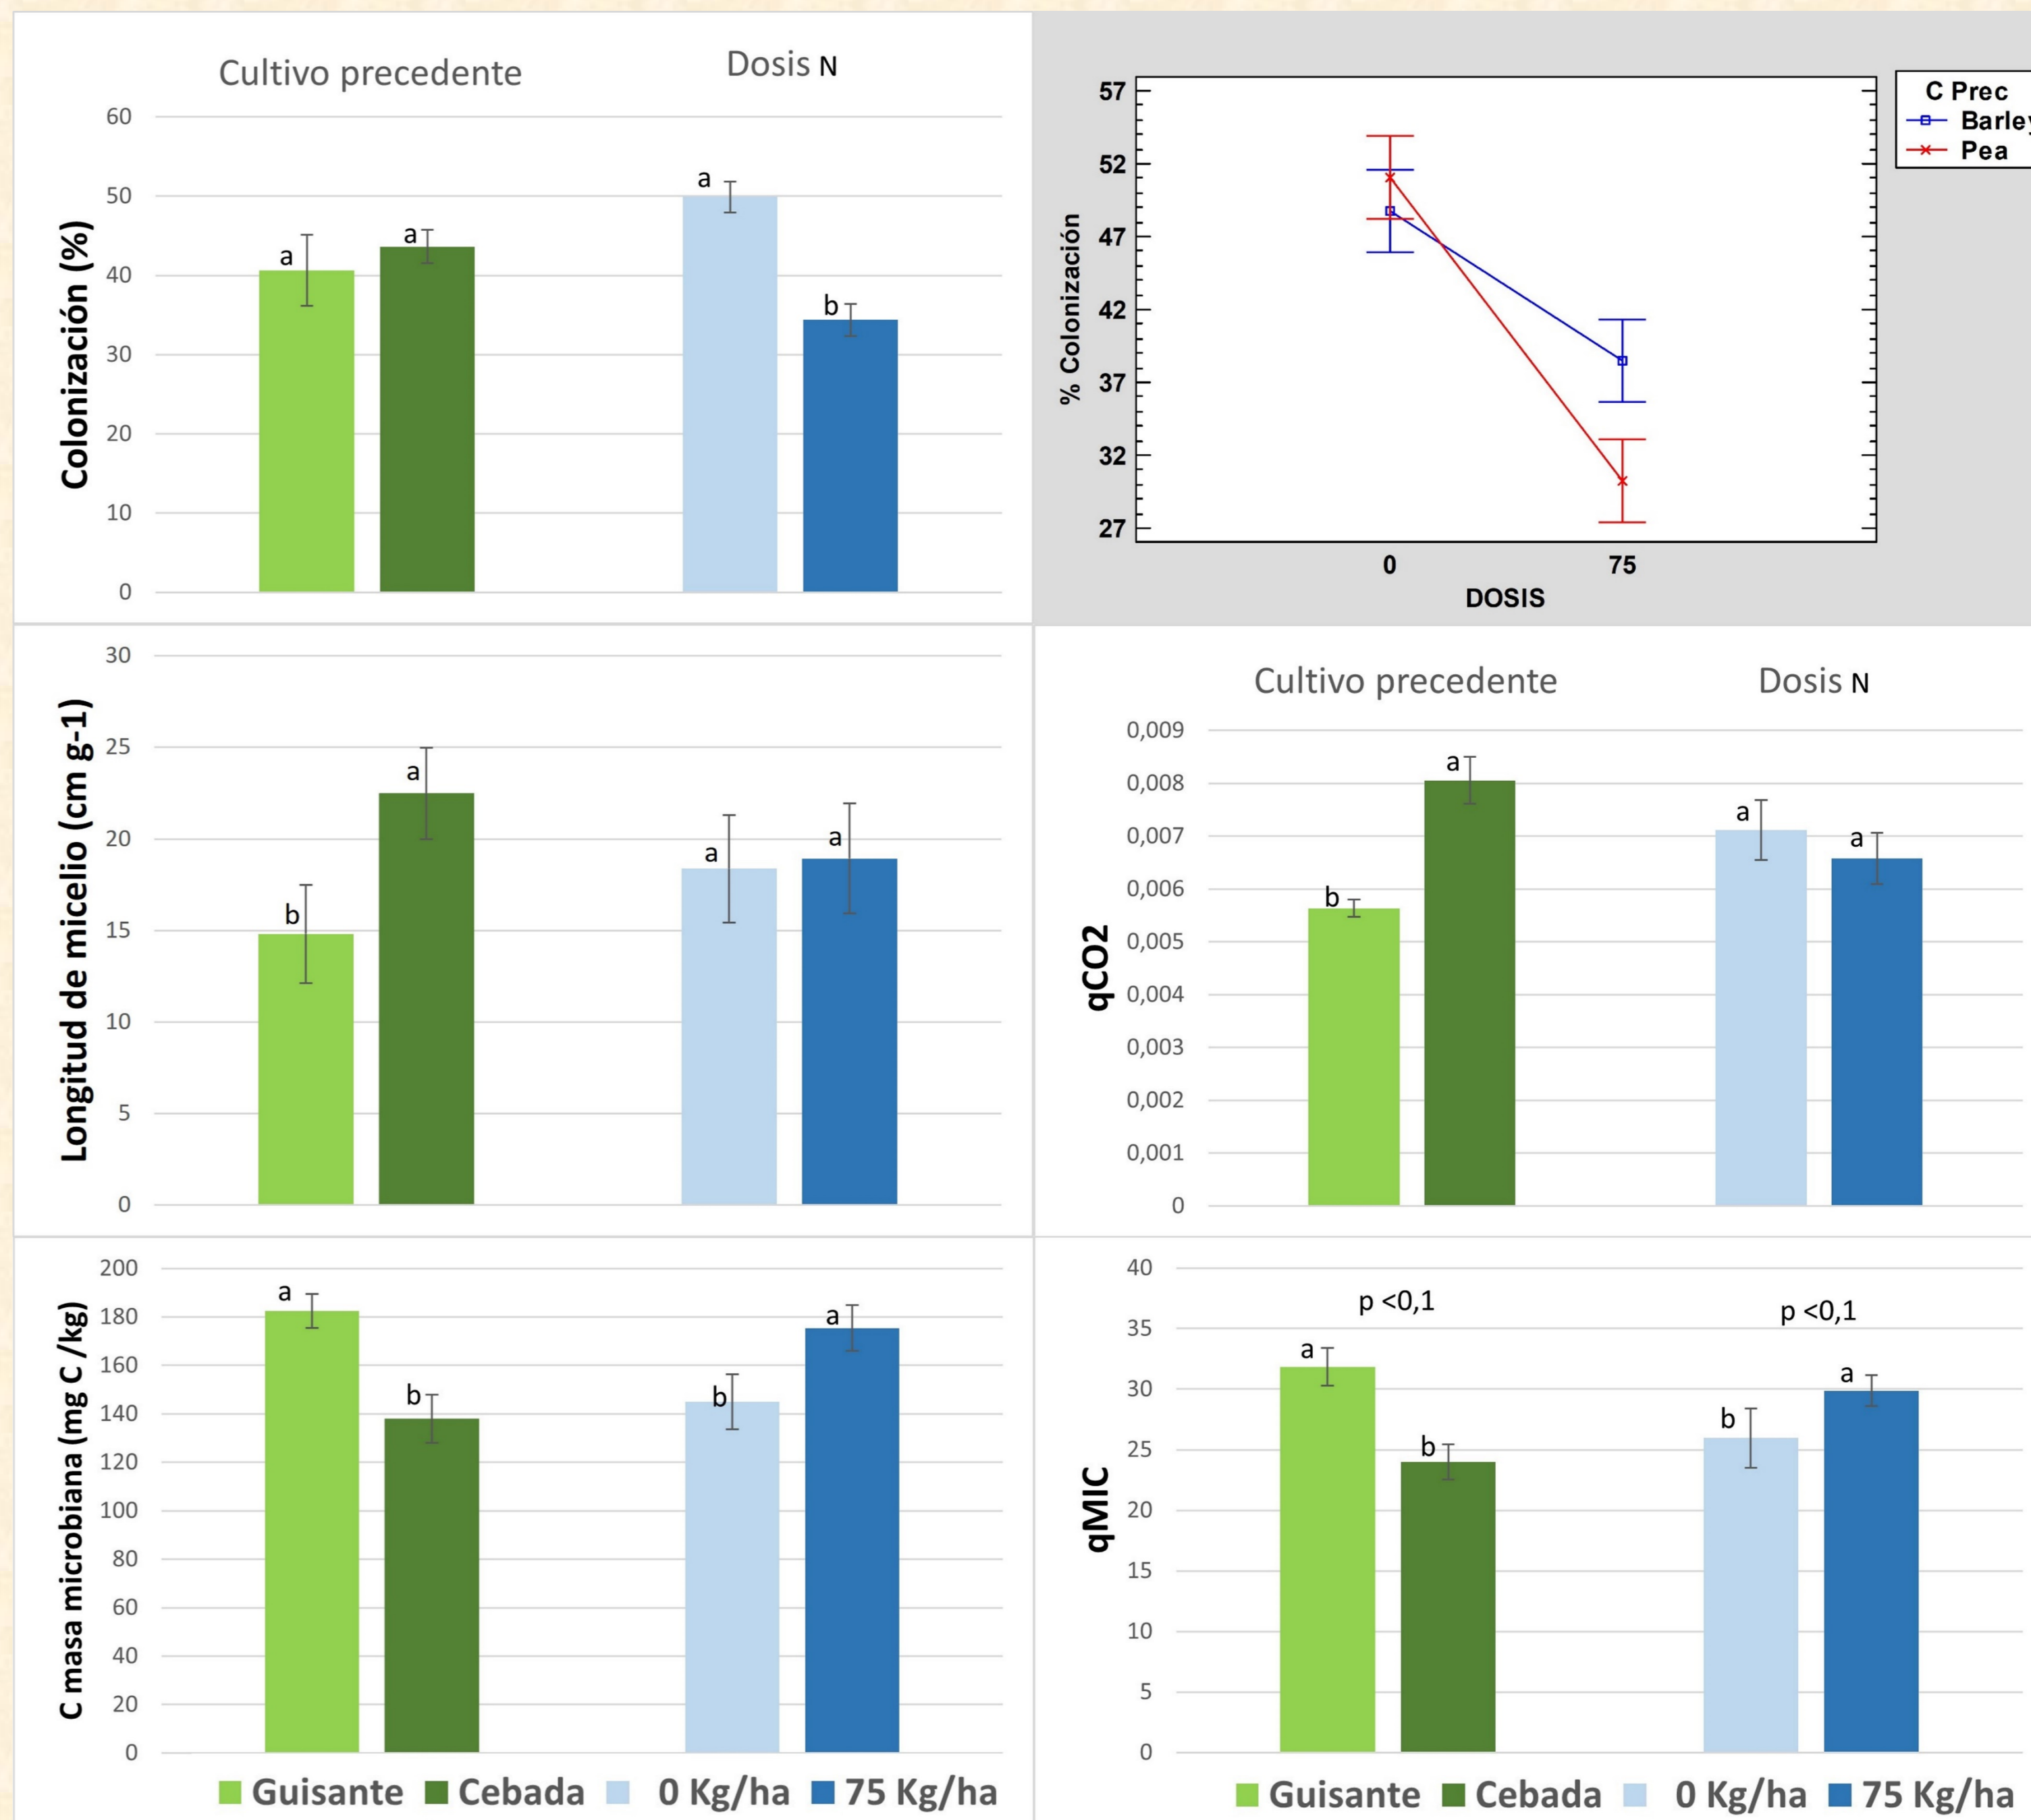 Cultivo precedente
Dosis N
Colonización (%)
60
50
40
30
20
10
0
a
a
a
b
% Colonización
57
52
47
42
37
32
27
0
75
DOSIS
C Prec
Barley
Pea
Longitud de micelio (cm g-1)
30
25
20
15
10
5
0
b
a
a
a
Cultivo precedente
Dosis N
qCO2
0,009
0,008
0,007
0,006
0,005
0,004
0,003
0,002
0,001
0
b
a
a
a
C masa microbiana (mg C /kg)
200
180
160
140
120
100
80
60
40
20
0
a
b
b
a
Guisante Cebada 0 Kg/ha 75 Kg/ha
qMIC
40
35
30
25
20
15
10
5
0
p <0,1
p <0,1
a
b
b
a
Guisante Cebada 0 Kg/ha 75 Kg/ha